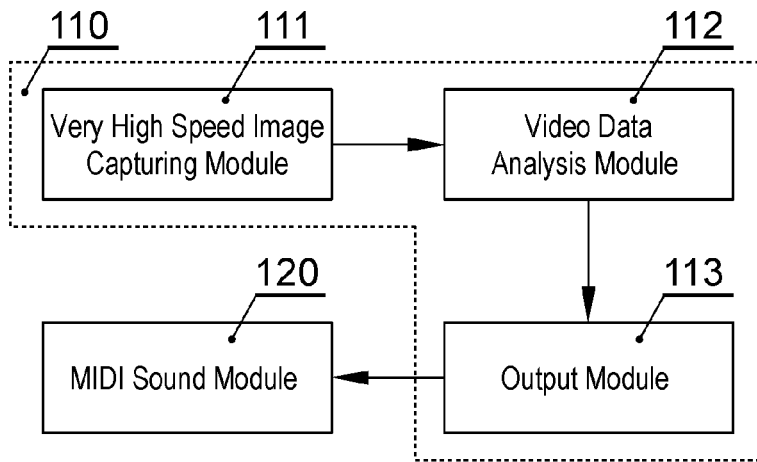 110
111
112
Very High Speed Image
Capturing Module
Video Data
Analysis Module
120
113
MIDI Sound Module
Output Module